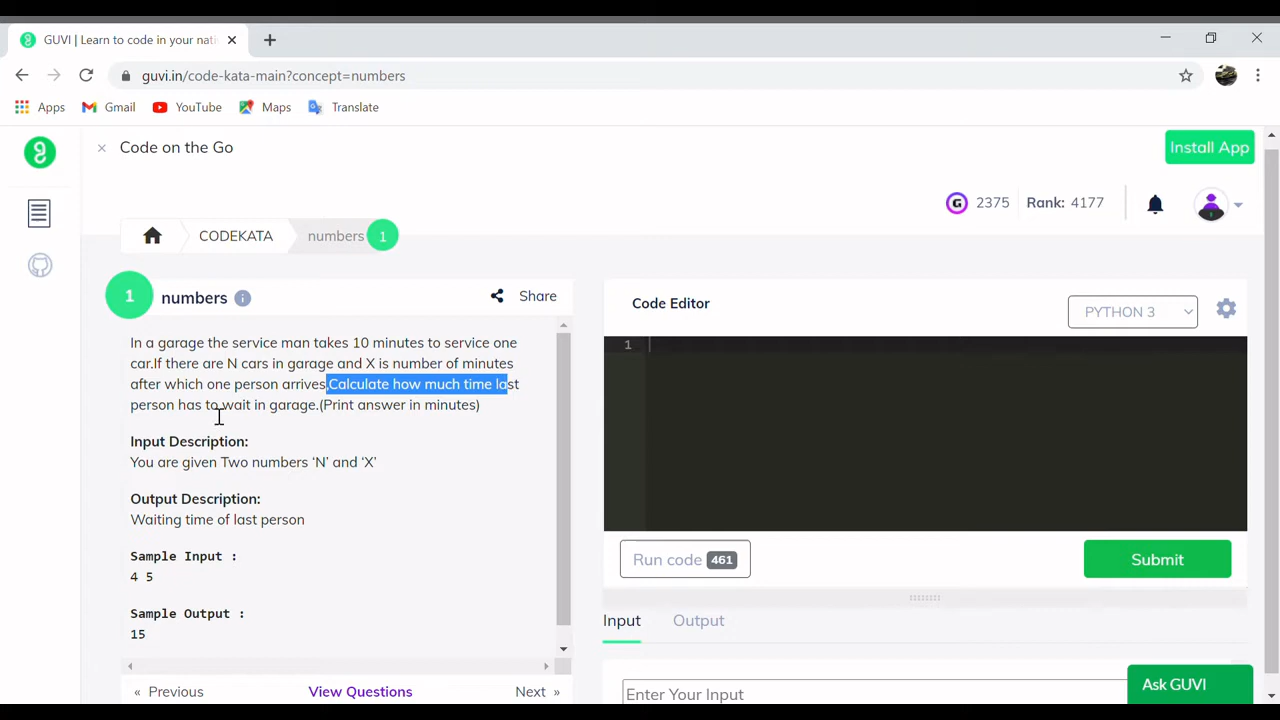 GUVI | Learn to code in your nati
guvi.in/code-kata-main?concept=numbers
Apps Gmail YouTube Maps Translate
Code on the Go
Install App
2375 Rank: 4177
CODEKATA numbers 1
1 numbers Share
In a garage the service man takes 10 minutes to service one
car.If there are N cars in garage and X is number of minutes
after which one person arrives,Calculate how much time last
person has to wait in garage.(Print answer in minutes)
Input Description:
You are given Two numbers ‘N’ and ‘X’
Output Description:
Waiting time of last person
Sample Input :
4 5
Sample Output :
15
« Previous View Questions Next »
Code Editor
PYTHON 3
1
Run code 461
Submit
Input Output
Enter Your Input
Ask GUVI